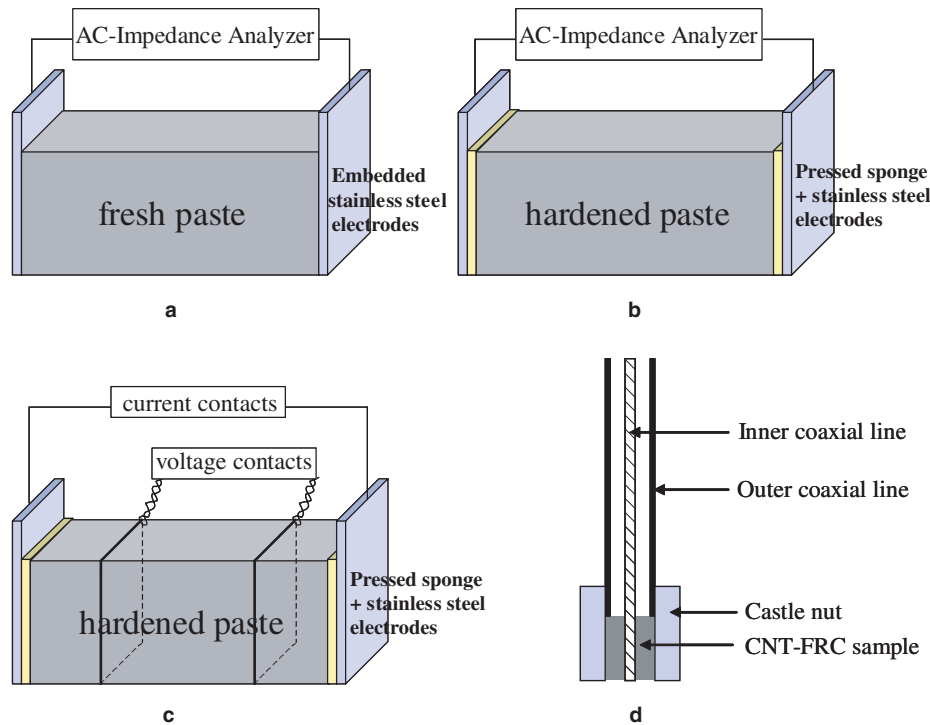 AC-Impedance Analyzer
fresh paste
Embedded
stainless steel
electrodes
a
AC-Impedance Analyzer
hardened paste
Pressed sponge
+ stainless steel
electrodes
b
current contacts
voltage contacts
hardened paste
Pressed sponge
+ stainless steel
electrodes
c
Inner coaxial line
Outer coaxial line
Castle nut
CNT-FRC sample
d